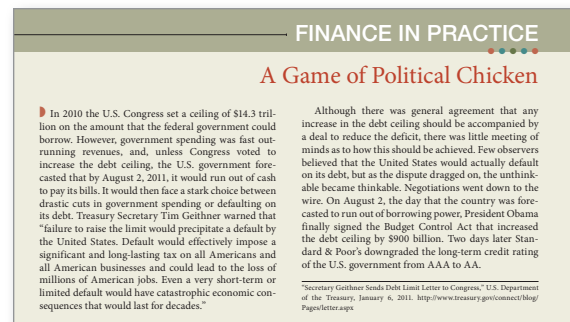 FINANCE IN PRACTICE
A Game of Political Chicken
In 2010 the U.S. Congress set a ceiling of $14.3 tril-
lion on the amount that the federal government could
borrow. However, government spending was fast out-
running revenues, and, unless Congress voted to
increase the debt ceiling, the U.S. government fore-
casted that by August 2, 2011, it would run out of cash
to pay its bills. It would then face a stark choice between
drastic cuts in government spending or defaulting on
its debt. Treasury Secretary Tim Geithner warned that
“failure to raise the limit would precipitate a default by
the United States. Default would effectively impose a
significant and long-lasting tax on all Americans and
all American businesses and could lead to the loss of
millions of American jobs. Even a very short-term or
limited default would have catastrophic economic con-
sequences that would last for decades.”
Although there was general agreement that any
increase in the debt ceiling should be accompanied by
a deal to reduce the deficit, there was little meeting of
minds as to how this should be achieved. Few observers
believed that the United States would actually default
on its debt, but as the dispute dragged on, the unthink-
able became thinkable. Negotiations went down to the
wire. On August 2, the day that the country was fore-
casted to run out of borrowing power, President Obama
finally signed the Budget Control Act that increased
the debt ceiling by $900 billion. Two days later Stan-
dard & Poor’s downgraded the long-term credit rating
of the U.S. government from AAA to AA.
“Secretary Geithner Sends Debt Limit Letter to Congress,” U.S. Department
of the Treasury, January 6, 2011. http://www.treasury.gov/connect/blog/
Pages/letter.aspx